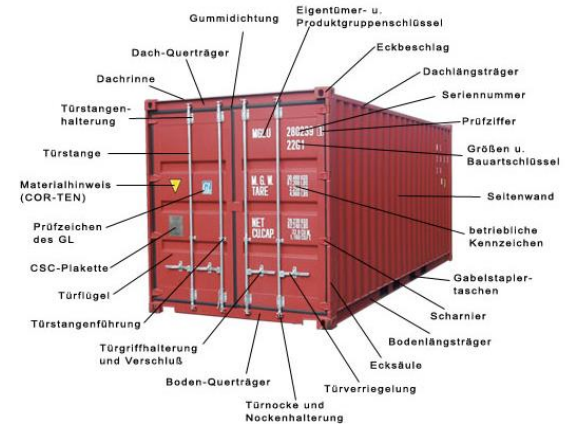 Eigentümer- u.
Produktgruppenschlüssel
Gummidichtung
Dach-Querträger
Eckbeschlag
Dachrinne
Dachlängsträger
Türstangen-
halterung
Seriennummer
Prüfziffer
Türstange
Größen u.
Bauartschlüssel
Materialhinweis
(COR-TEN)
Seitenwand
Prüfzeichen
des GL
betriebliche
Kennzeichen
CSC-Plakette
Gabelstapler-
taschen
Türflügel
Scharnier
Türstangenführung
Bodenlängsträger
Türgriffhalterung
und Verschluß
Ecksäule
Boden-Querträger
Türverriegelung
Türnocke und
Nockenhalterung
22G1
M.G.W.
TARE
NET
CU.CAP.
GL